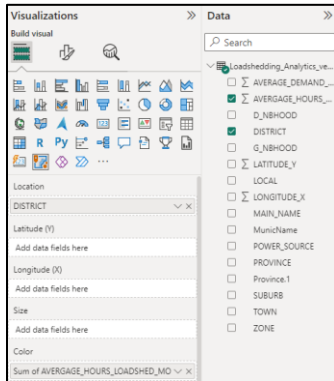 Visualizations
Build visual
Location
DISTRICT
Latitude (Y)
Add data fields here
Longitude (X)
Add data fields here
Size
Add data fields here
Color
Sum of AVERGAGE_HOURS_LOADSHED_MO
Data
Search
Loadshedding_Analytics_ve...
AVERAGE_DEMAND_...
AVERGAGE_HOURS_...
D_NBHOOD
DISTRICT
G_NBHOOD
LATITUDE_Y
LOCAL
LONGITUDE_X
MAIN_NAME
MunicName
POWER_SOURCE
PROVINCE
Province.1
SUBURB
TOWN
ZONE